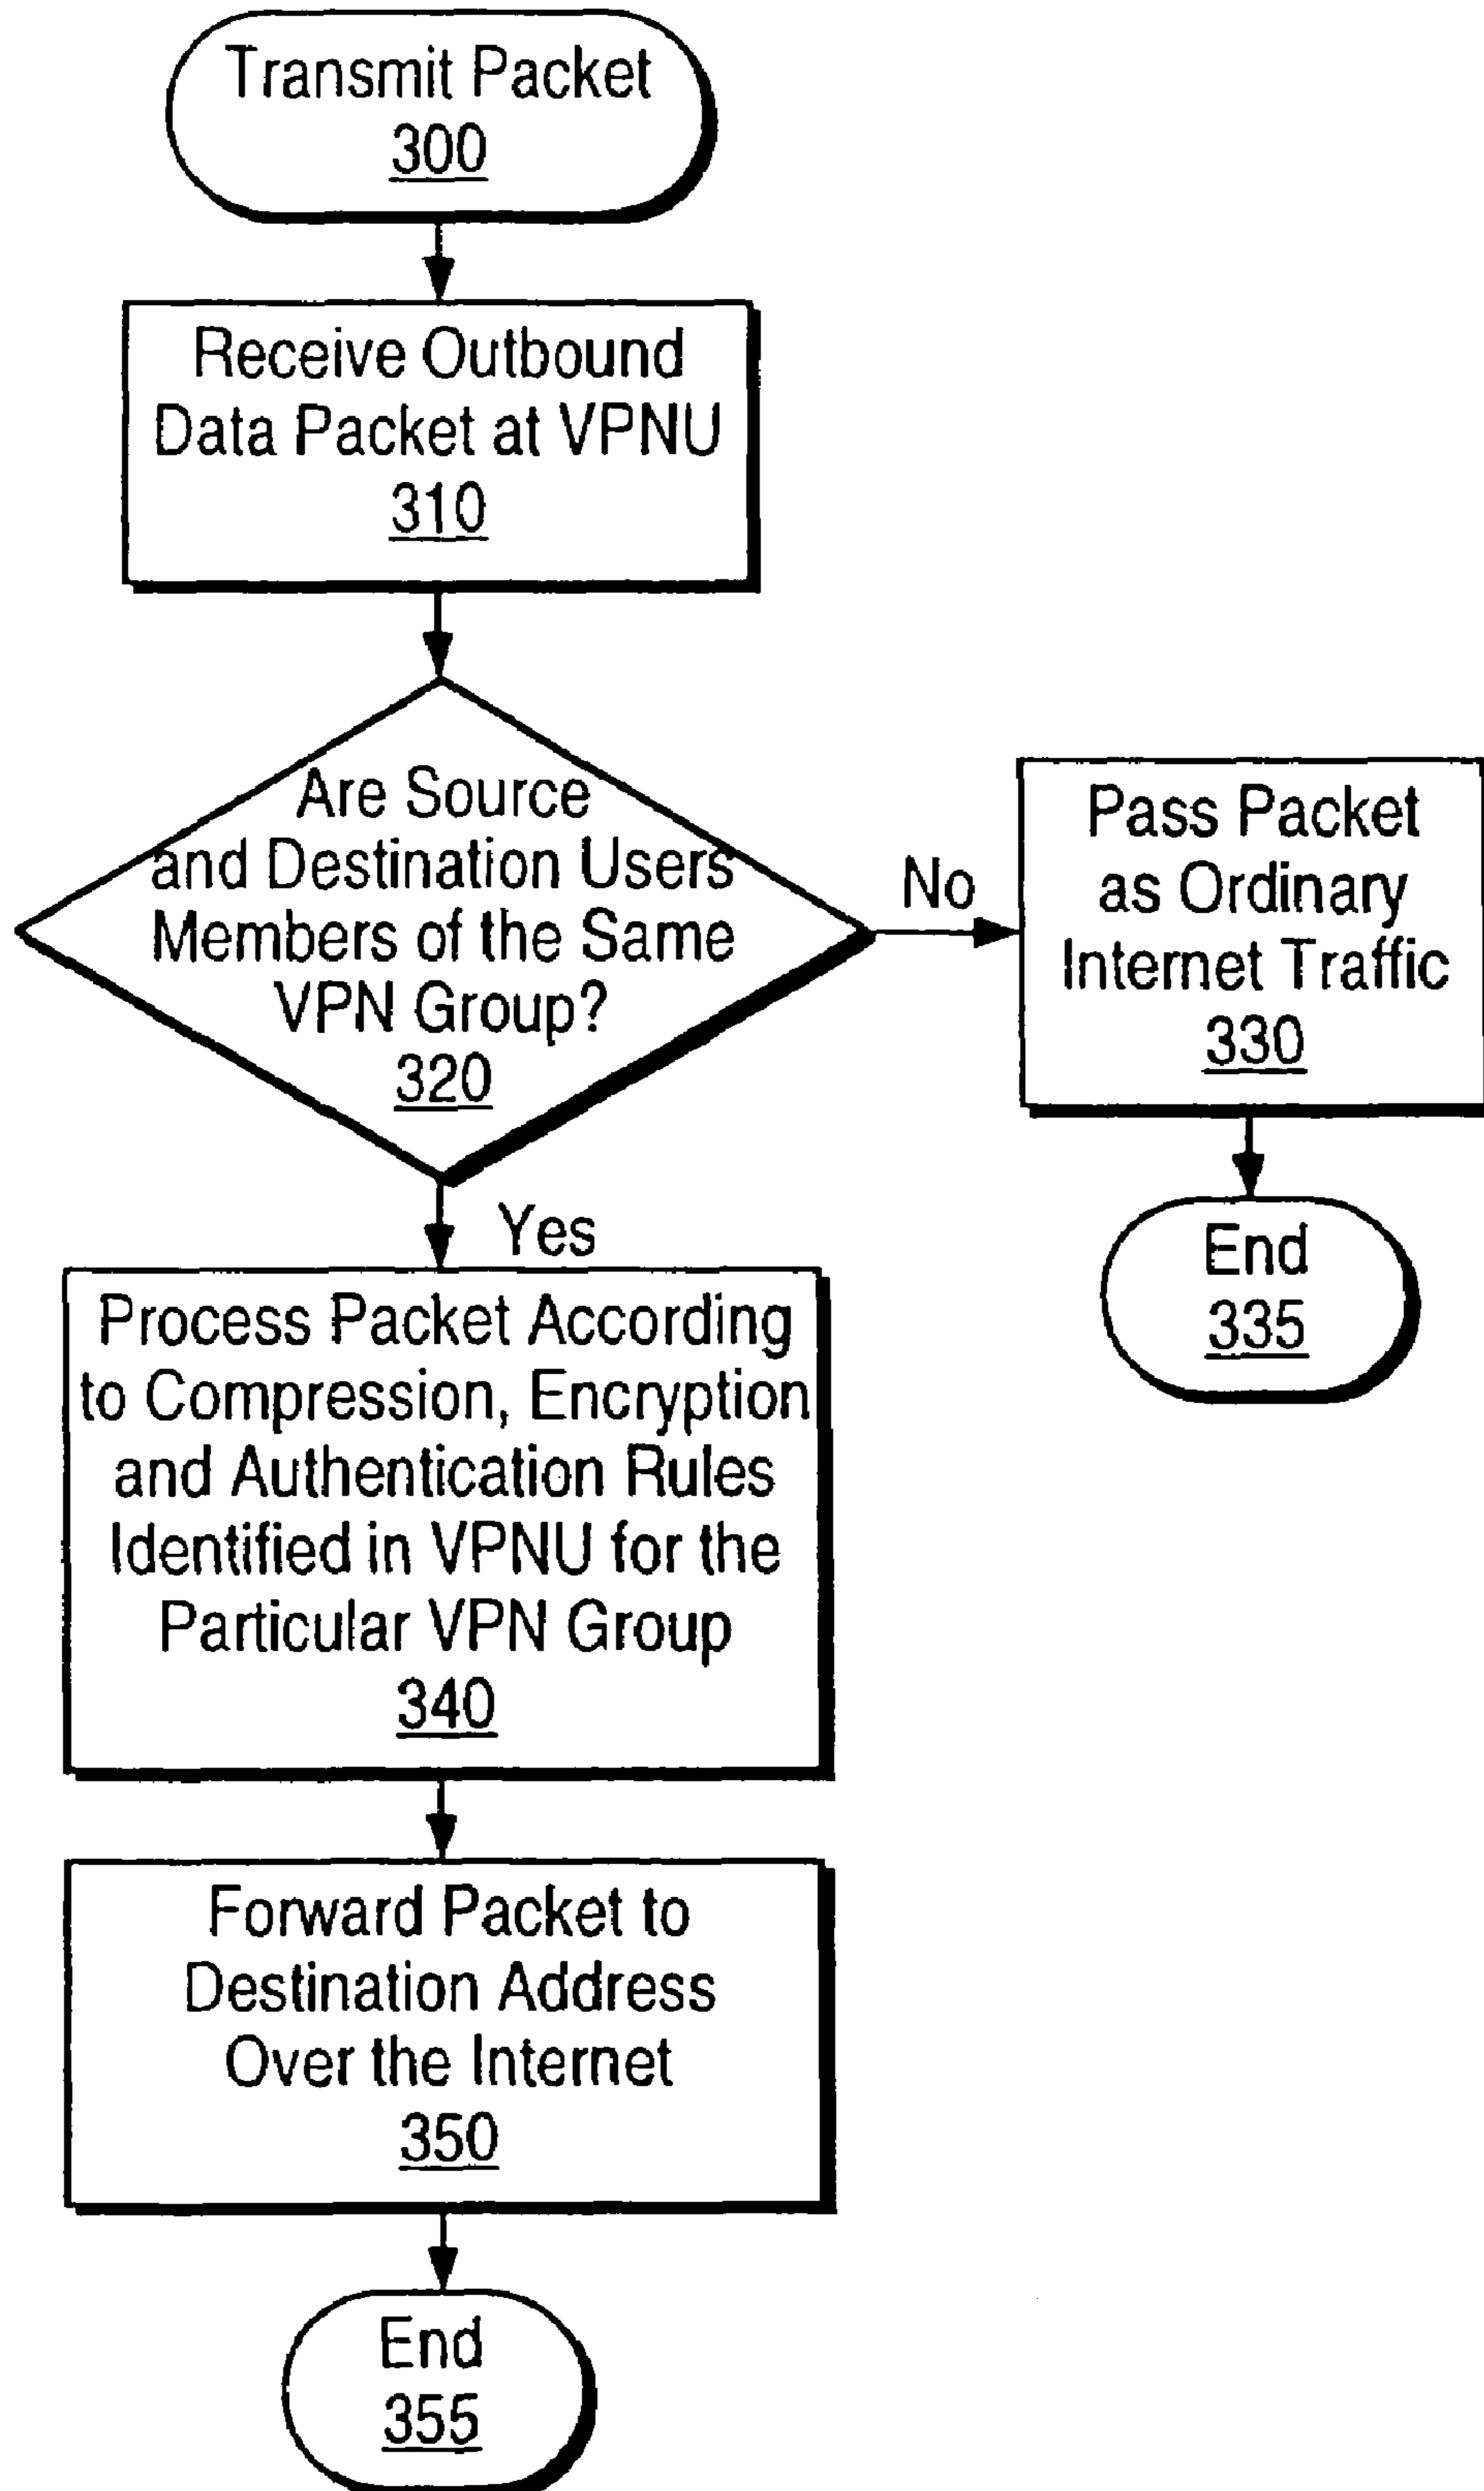 Transmit Packet
300
Receive Outbound
Data Packet at VPNU
310
Are Source
and Destination Users
Members of the Same
VPN Group?
320
No
Pass Packet
as Ordinary
Internet Traffic
330
End
335
Yes
Process Packet According
to Compression, Encryption
and Authentication Rules
Identified in VPNU for the
Particular VPN Group
340
Forward Packet to
Destination Address
Over the Internet
350
End
355